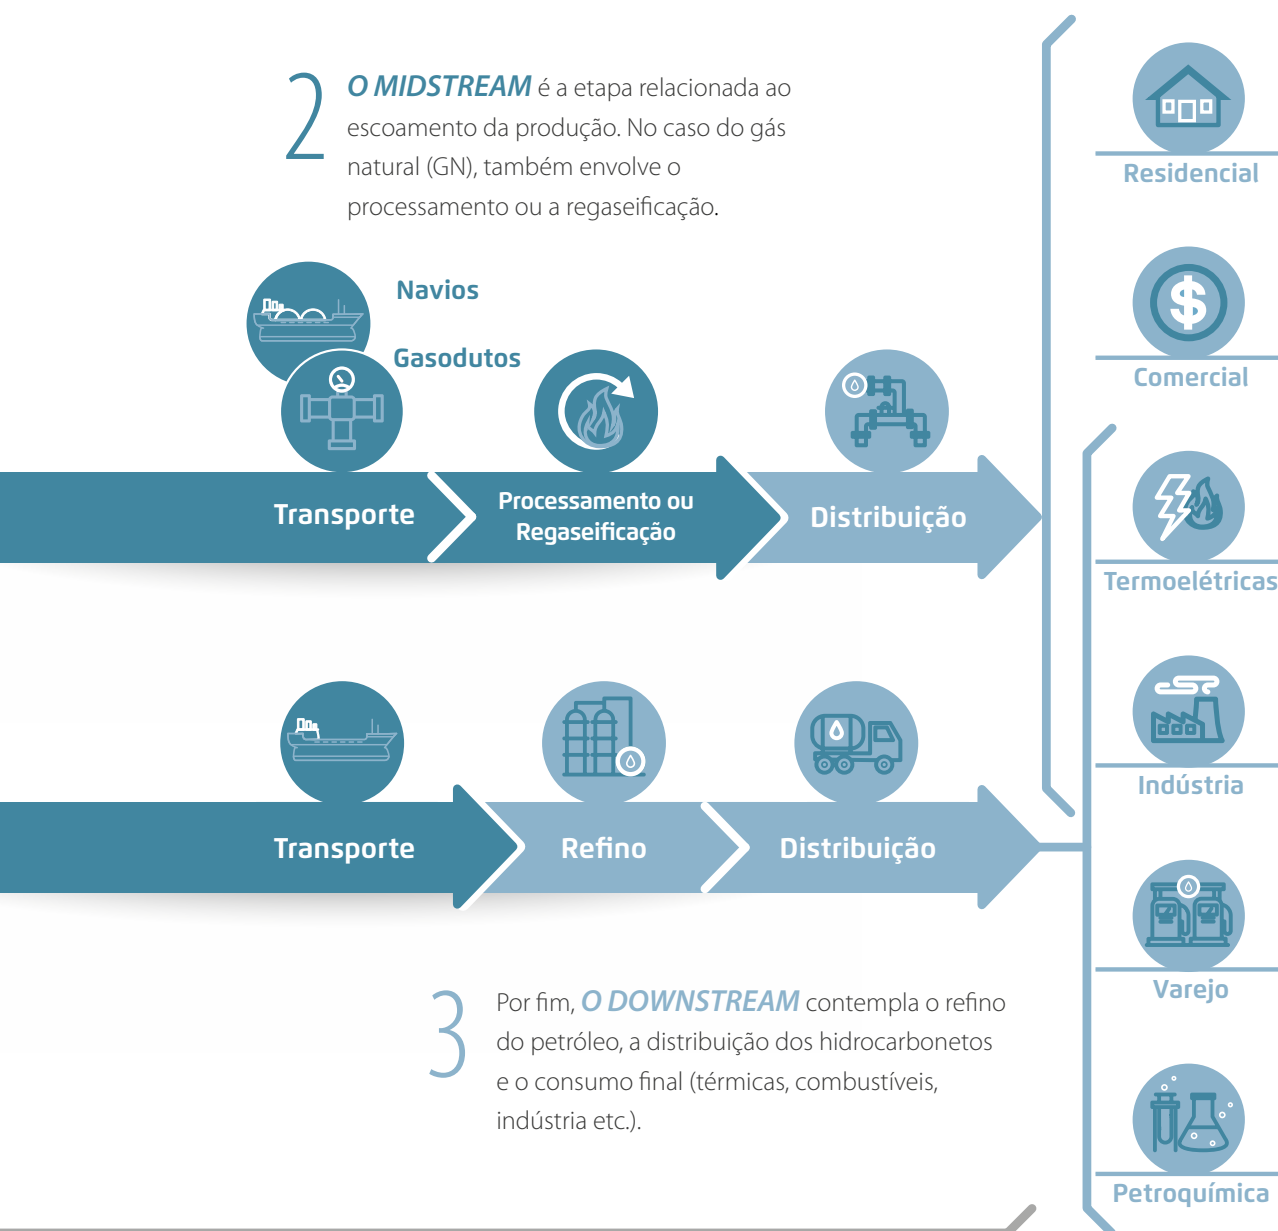 2
O MIDSTREAM é a etapa relacionada ao
escoamento da produção. No caso do gás
natural (GN), também envolve o
processamento ou a regaseificação.
Navios
Gasodutos
Transporte
Processamento ou
Regaseificação
Distribuição
Transporte
Refino
Distribuição
3
Por fim, O DOWNSTREAM contempla o refino
do petróleo, a distribuição dos hidrocarbonetos
e o consumo final (térmicas, combustíveis,
indústria etc.).
Residencial
$
Comercial
Termoelétricas
Indústria
Varejo
Petroquímica